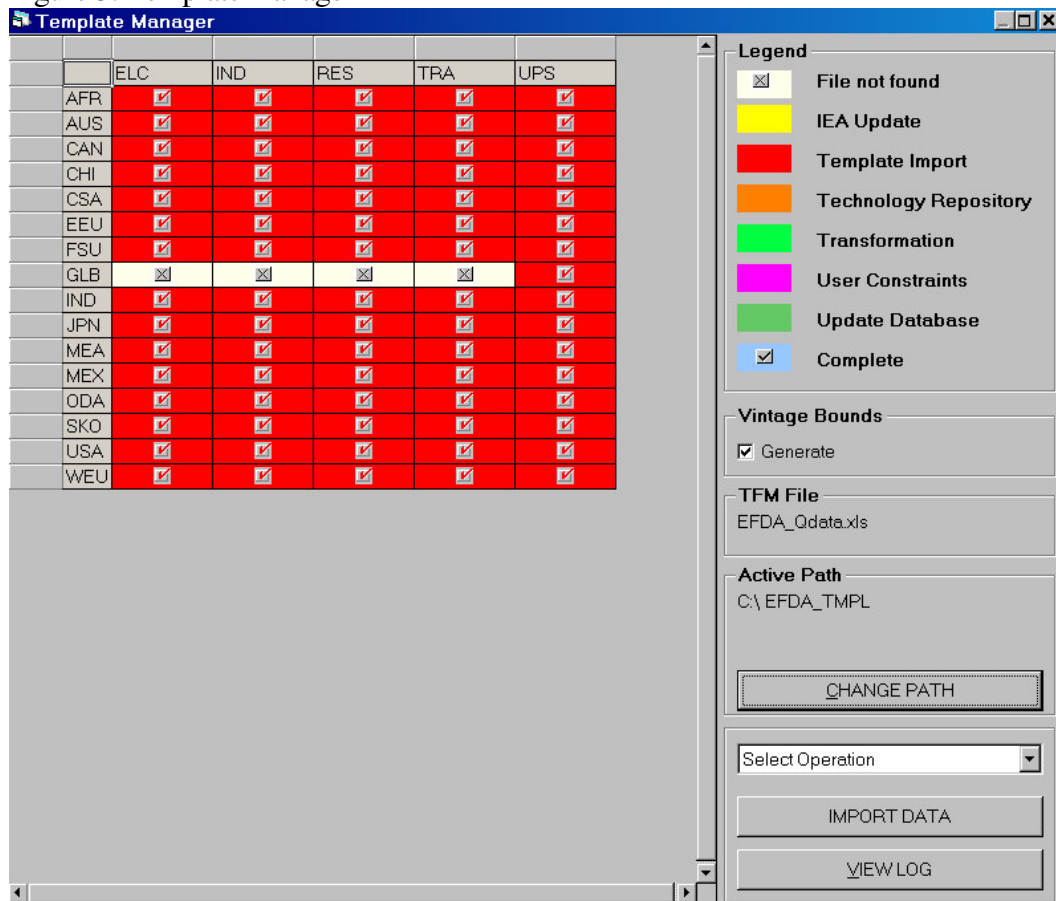 Template Manager
ELC IND RES TRA UPS
AFR
AUS
CAN
CHI
CSA
EEU
FSU
GLB
IND
JPN
MEA
MEX
ODA
SKO
USA
WEU
Legend
File not found
IEA Update
Template Import
Technology Repository
Transformation
User Constraints
Update Database
Complete
Vintage Bounds
Generate
TFM File
EFDA_Qdata.xls
Active Path
C:\ EFDA_TMPL
CHANGE PATH
Select Operation
IMPORT DATA
VIEW LOG